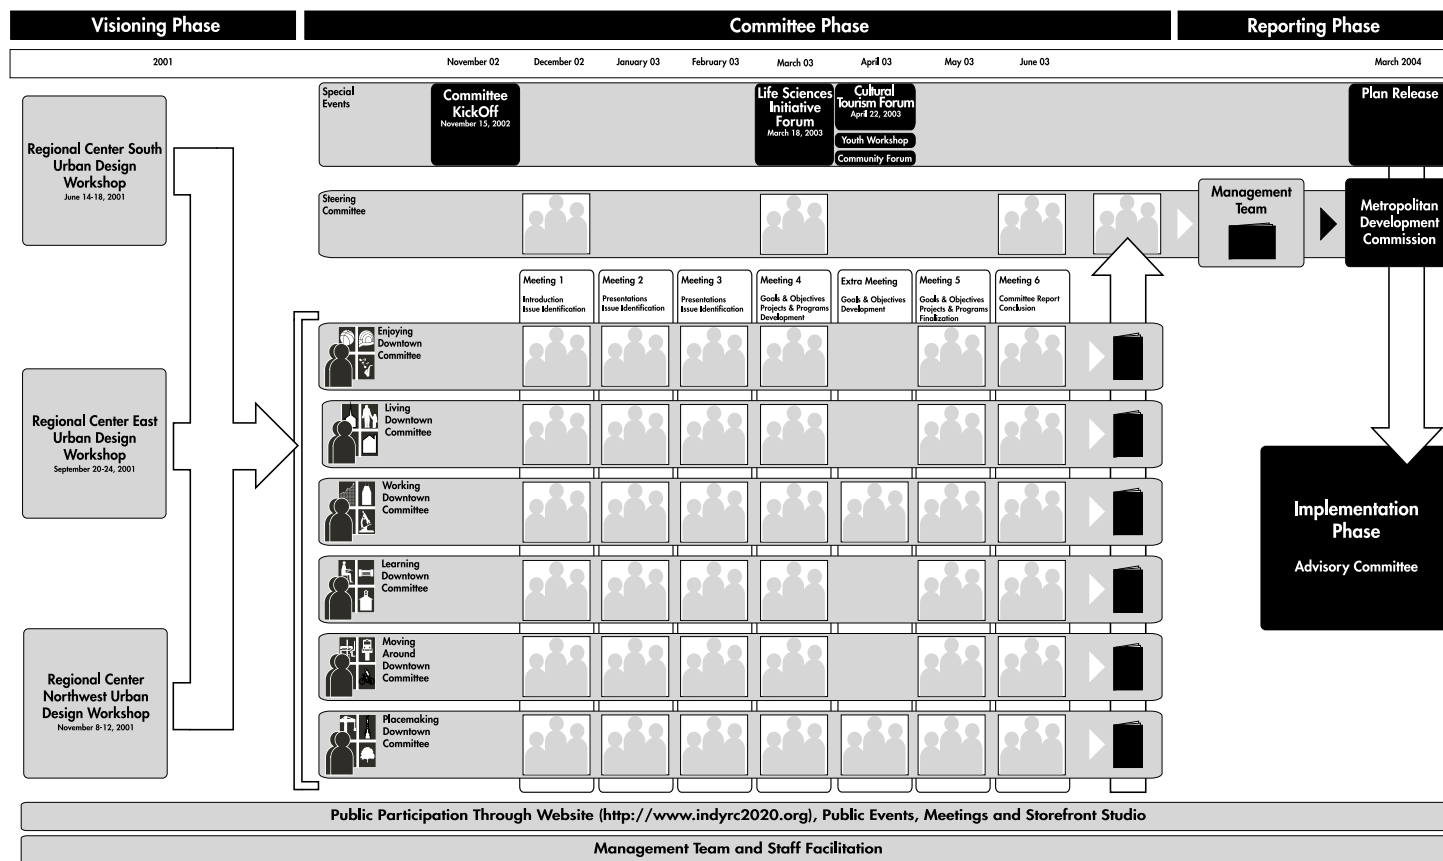 Visioning Phase
Committee Phase
Reporting Phase
2001
November 02
December 02
January 03
February 03
March 03
April 03
May 03
June 03
March 2004
Regional Center South
Urban Design
Workshop
June 14-18, 2001
Regional Center East
Urban Design
Workshop
September 20-24, 2001
Regional Center
Northwest Urban
Design Workshop
November 8-12, 2001
Special
Events
Committee
KickOff
November 15, 2002
Life Sciences
Initiative
Forum
March 18, 2003
Cultural
Tourism Forum
April 22, 2003
Youth Workshop
Community Forum
Plan Release
Steering
Committee
Management
Team
Metropolitan
Development
Commission
Meeting 1
Introduction
Issue Identification
Meeting 2
Presentations
Issue Identification
Meeting 3
Presentations
Issue Identification
Meeting 4
Goals & Objectives
Projects & Programs
Development
Extra Meeting
Goals & Objectives
Development
Meeting 5
Goals & Objectives
Projects & Programs
Finalization
Meeting 6
Committee Report
Conclusion
Enjoying
Downtown
Committee
Living
Downtown
Committee
Working
Downtown
Committee
Learning
Downtown
Committee
Moving
Around
Downtown
Committee
Placemaking
Downtown
Committee
Implementation
Phase
Advisory Committee
Public Participation Through Website (http://www.indyrc2020.org), Public Events, Meetings and Storefront Studio
Management Team and Staff Facilitation